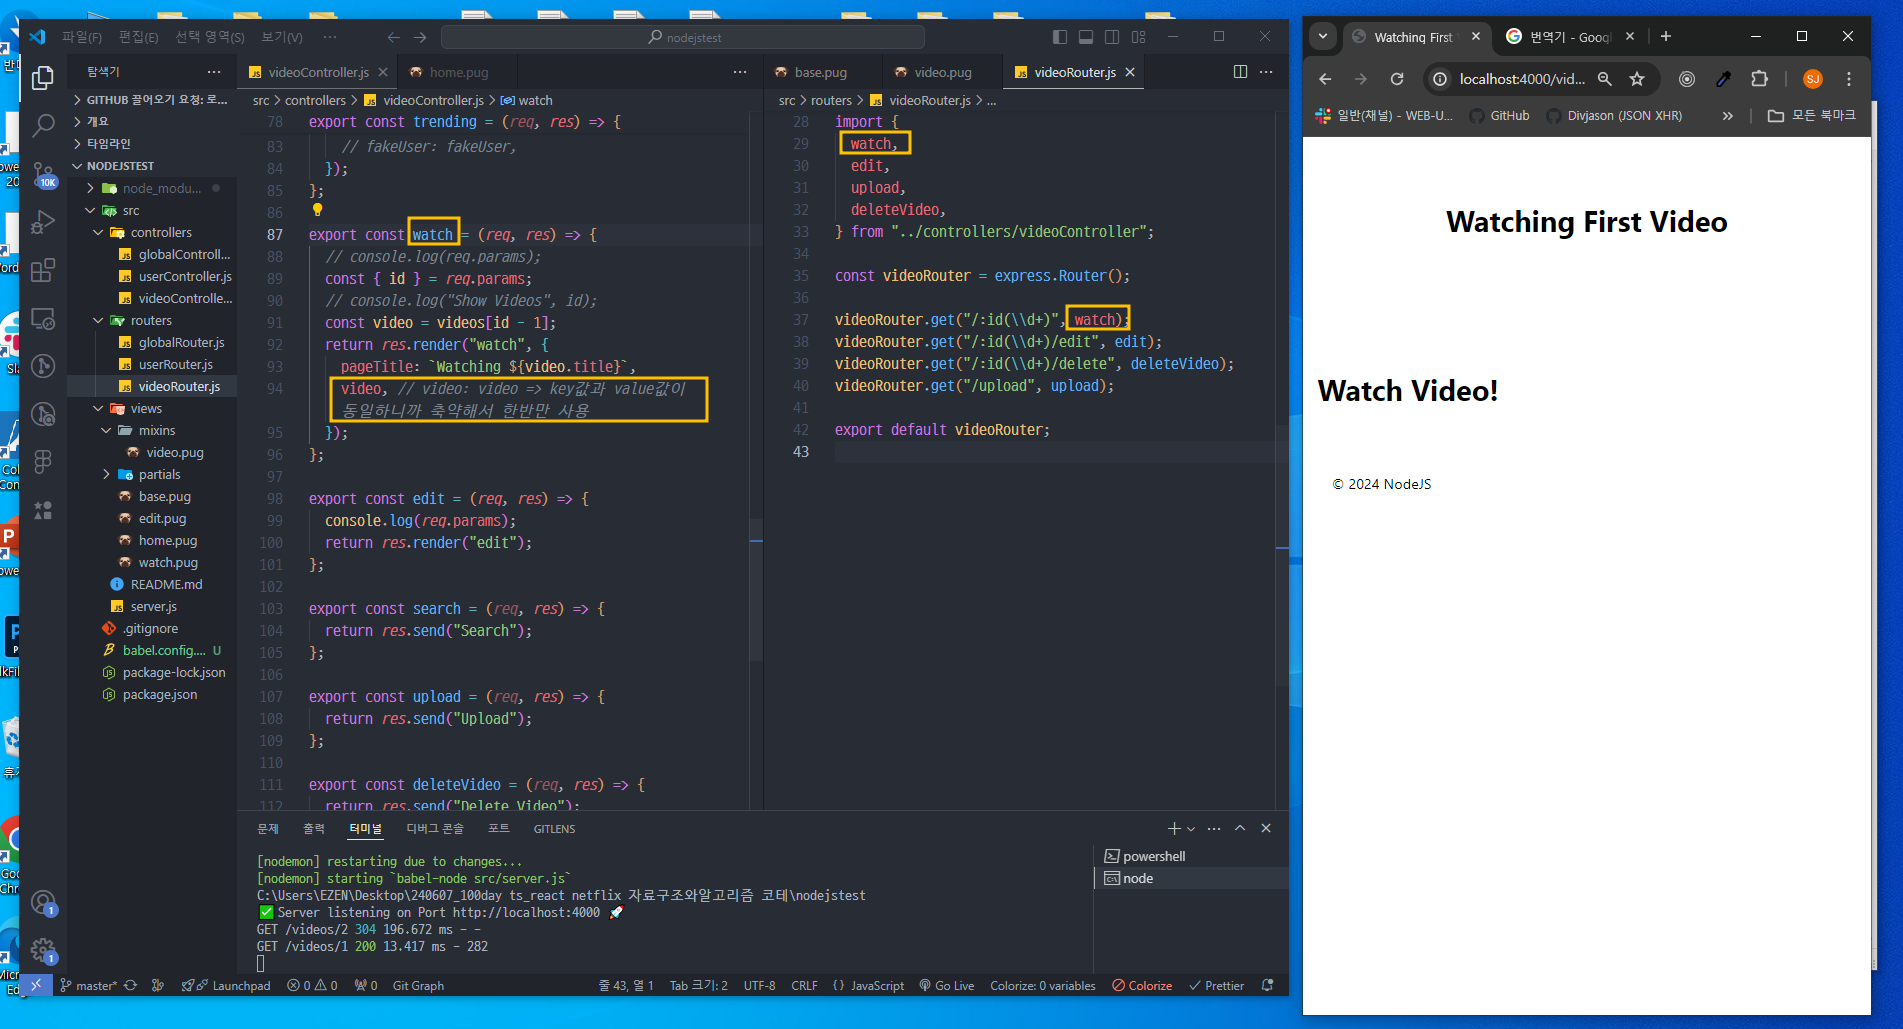 파일(F) 편집(E) 선택 영역(S) 보기(V) ··· nodejstest
탐색기
GITHUB 끌어오기 요청: 로...
개요
타임라인
NODEJSTEST
node_modu...
src
controllers
globalControll...
userController.js
videoControlle...
routers
globalRouter.js
userRouter.js
videoRouter.js
views
mixins
video.pug
partials
base.pug
edit.pug
home.pug
watch.pug
README.md
server.js
.gitignore
babel.config.... U
package-lock.json
package.json
10K
1
1
videoController.js home.pug
src > controllers > videoController.js > watch
78 export const trending = (req, res) => {
83 // fakeUser: fakeUser,
84 });
85 };
86
87 export const watch = (req, res) => {
88 // console.log(req.params);
89 const { id } = req.params;
90 // console.log("Show Videos", id);
91 const video = videos[id - 1];
92 return res.render("watch", {
93 pageTitle: `Watching ${video.title}`,
94 video, // video: video => key값과 value값이
동일하니까 축약해서 한반만 사용
95 });
96 };
97
98 export const edit = (req, res) => {
99 console.log(req.params);
100 return res.render("edit");
101 };
102
103 export const search = (req, res) => {
104 return res.send("Search");
105 };
106
107 export const upload = (req, res) => {
108 return res.send("Upload");
109 };
110
111 export const deleteVideo = (req, res) => {
112 return res.send("Delete Video");
base.pug video.pug videoRouter.js
src > routers > videoRouter.js > ...
28 import {
29 watch,
30 edit,
31 upload,
32 deleteVideo,
33 } from "../controllers/videoController";
34
35 const videoRouter = express.Router();
36
37 videoRouter.get("/:id(\\d+)", watch);
38 videoRouter.get("/:id(\\d+)/edit", edit);
39 videoRouter.get("/:id(\\d+)/delete", deleteVideo);
40 videoRouter.get("/upload", upload);
41
42 export default videoRouter;
43
문제 출력 터미널 디버그 콘솔 포트 GITLENS
[nodemon] restarting due to changes...
[nodemon] starting `babel-node src/server.js`
C:\Users\EZEN\Desktop\240607_100day ts_react netflix 자료구조와알고리즘 코테\nodejstest
✅ Server listening on Port http://localhost:4000 🚀
GET /videos/2 304 196.672 ms - -
GET /videos/1 200 13.417 ms - 282
powershell
node
master* Launchpad 0 0 0 Git Graph 줄 43, 열 1 Tab 크기: 2 UTF-8 CRLF {} JavaScript Go Live Colorize: 0 variables Colorize Prettier
Watching First 번역기 - Goog
localhost:4000/vid... SJ
일반(채널) - WEB-U... GitHub Divjason (JSON XHR) » 모든 북마크
Watching First Video
Watch Video!
© 2024 NodeJS